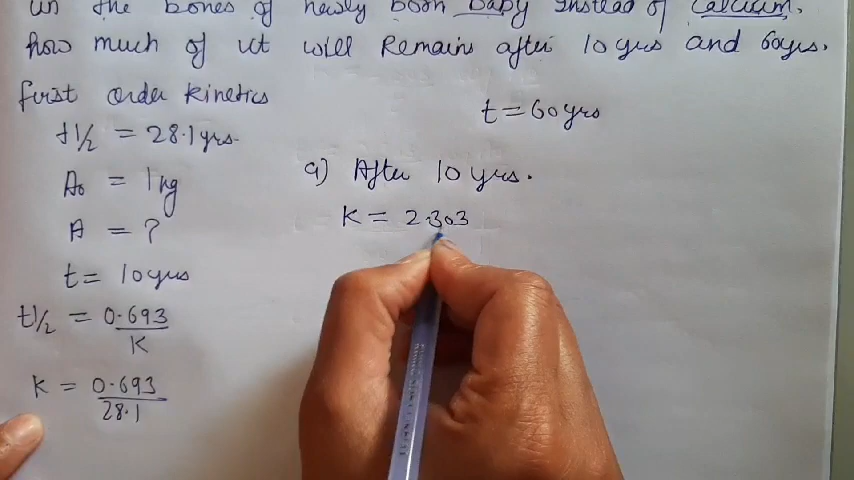 in the bones of newly born baby instead of calcium,
how much of it will Remains after 10 yrs and 60yrs.
first order kinetics
t = 60 yrs
t1/2 = 28.1 yrs.
a) After 10 yrs.
A₀ = 1 kg
K = 2.303
A = ?
t = 10 yrs
t1/2 = 0.693
K
K = 0.693
28.1